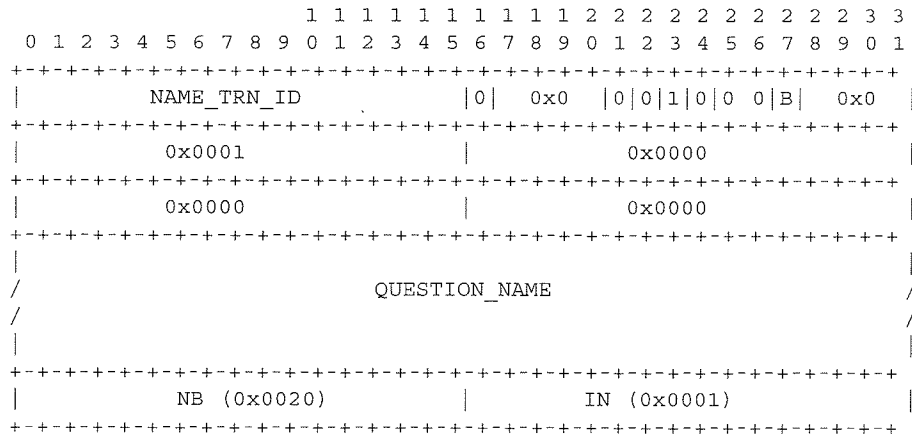 1 1 1 1 1 1 1 1 1 1 2 2 2 2 2 2 2 2 2 2 3 3
 0 1 2 3 4 5 6 7 8 9 0 1 2 3 4 5 6 7 8 9 0 1 2 3 4 5 6 7 8 9 0 1
+-+-+-+-+-+-+-+-+-+-+-+-+-+-+-+-+-+-+-+-+-+-+-+-+-+-+-+-+-+-+-+
|         NAME_TRN_ID           |0|  0x0  |0|0|1|0|0 0|B|  0x0  |
+-+-+-+-+-+-+-+-+-+-+-+-+-+-+-+-+-+-+-+-+-+-+-+-+-+-+-+-+-+-+-+
|          0x0001               |           0x0000              |
+-+-+-+-+-+-+-+-+-+-+-+-+-+-+-+-+-+-+-+-+-+-+-+-+-+-+-+-+-+-+-+
|          0x0000               |           0x0000              |
+-+-+-+-+-+-+-+-+-+-+-+-+-+-+-+-+-+-+-+-+-+-+-+-+-+-+-+-+-+-+-+
|                                                               |
/                         QUESTION_NAME                         /
/                                                               /
|                                                               |
+-+-+-+-+-+-+-+-+-+-+-+-+-+-+-+-+-+-+-+-+-+-+-+-+-+-+-+-+-+-+-+
|           NB (0x0020)         |        IN (0x0001)            |
+-+-+-+-+-+-+-+-+-+-+-+-+-+-+-+-+-+-+-+-+-+-+-+-+-+-+-+-+-+-+-+